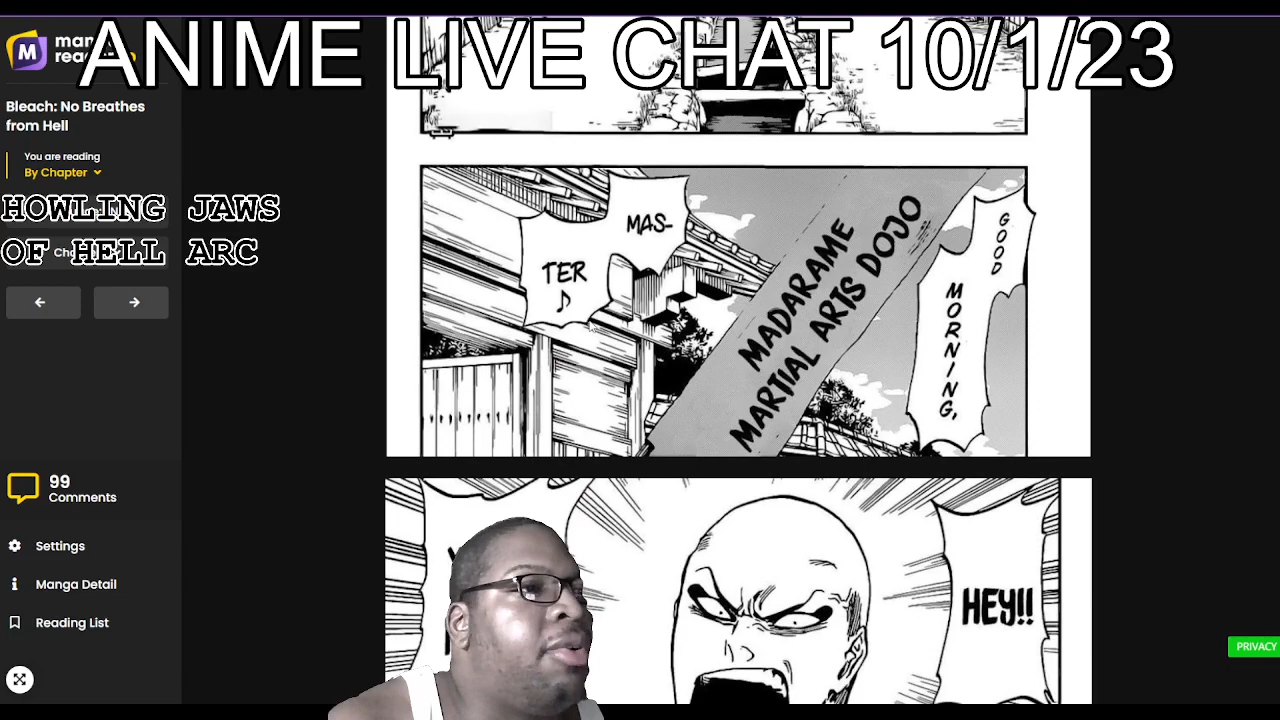 ANIME LIVE CHAT 10/1/23
Bleach: No Breathes
from Hell
You are reading
By Chapter
HOWLING JAWS
OF HELL ARC
99
Comments
Settings
Manga Detail
Reading List
GOOD
MORNING,
MAS-
TER ♪
MADARAME
MARTIAL ARTS DOJO
HEY!!
PRIVACY